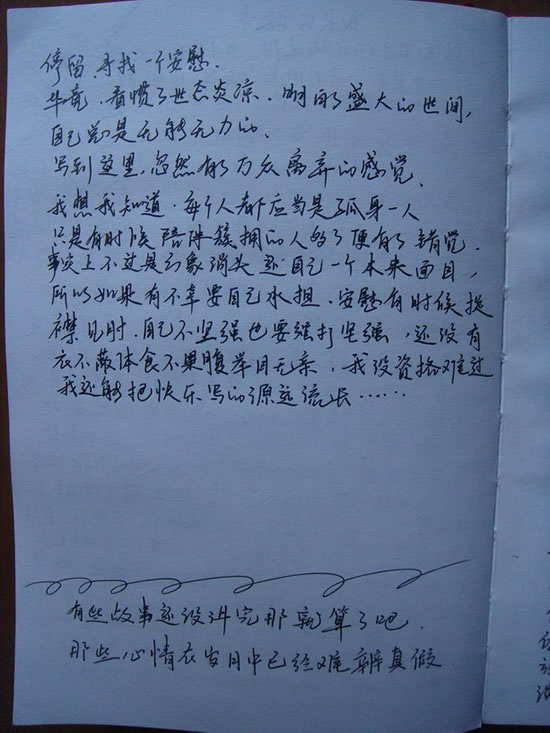 停留，寻找一个安慰.
毕竟，看惯了世态炎凉，明白了盛大的世间，
自己总是无能无力的、
写到这里，忽然有了万众离弃的感觉、
我想我知道，每个人都应当是孤身一人
只是有时候陪伴簇拥的人多了便有了错觉.
事实上不过是幻象消失 还自己一个本来面目，
所以如果有不幸要自己承担，安慰有时候捉
襟见肘，自己不坚强也要强打坚强，还没有
衣不蔽体食不果腹举目无亲，我没资格难过
我还能把快乐写的源远流长……
有些故事还没讲完那就算了吧.
那些心情在岁月中已经难辨真假